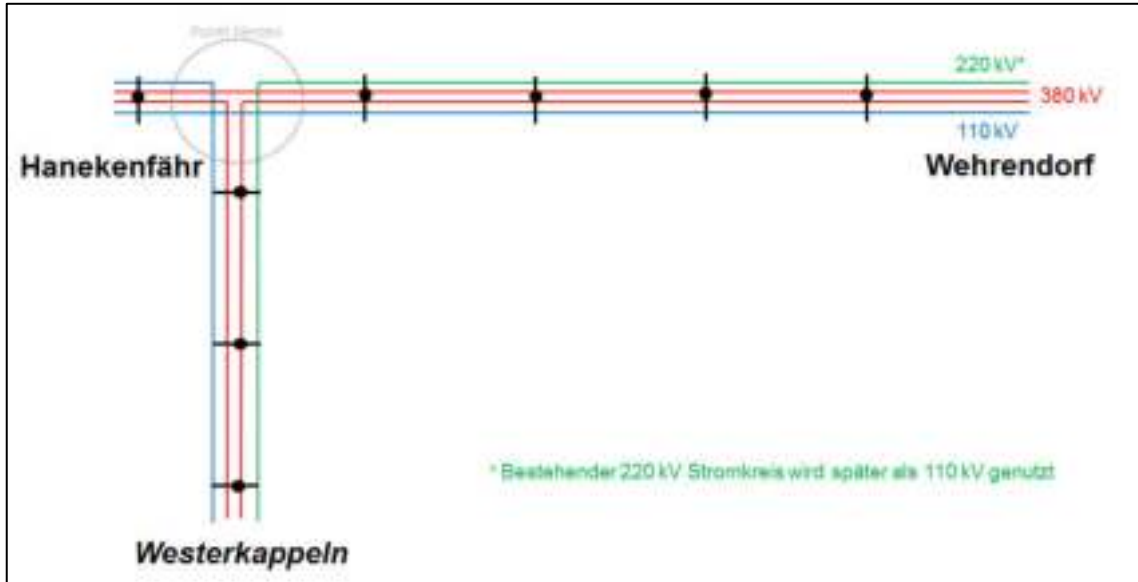 220 kV*
380 kV
110 kV
Hanekenfähr
Wehrendorf
* Bestehender 220 kV Stromkreis wird später als 110 kV genutzt
Westerkappeln